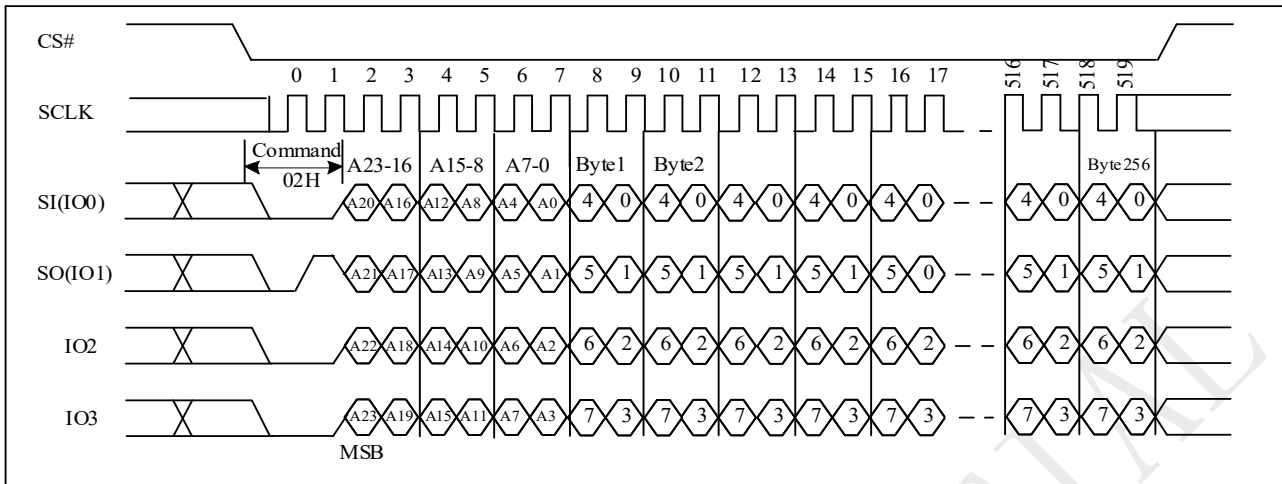 CS#
0 1 2 3 4 5 6 7 8 9 10 11 12 13 14 15 16 17 516 517 518 519
SCLK
Command
02H
A23-16 A15-8 A7-0 Byte1 Byte2 Byte256
SI(IO0) A20 A16 A12 A8 A4 A0 4 0 4 0 4 0 4 0 4 0 4 0 4 0
SO(IO1) A21 A17 A13 A9 A5 A1 5 1 5 1 5 1 5 1 5 0 5 1 5 1
IO2 A22 A18 A14 A10 A6 A2 6 2 6 2 6 2 6 2 6 2 6 2 6 2
IO3 A23 A19 A15 A11 A7 A3 7 3 7 3 7 3 7 3 7 3 7 3 7 3
MSB